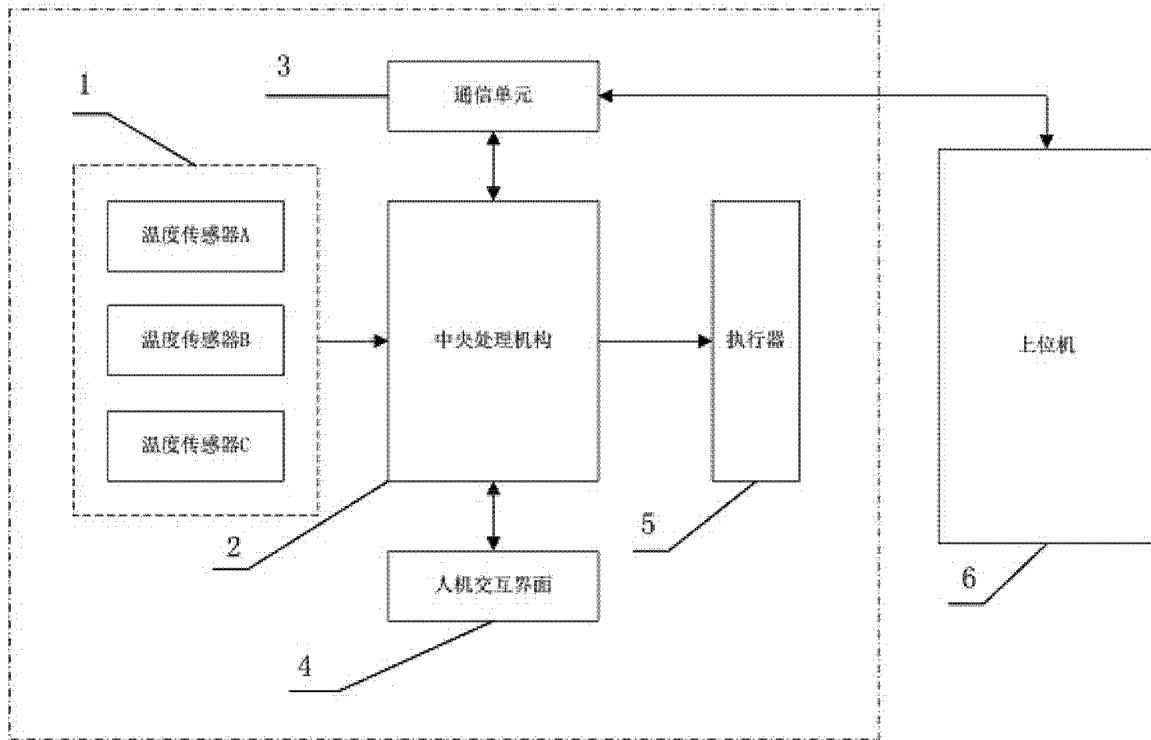 3
通信单元
1
温度传感器A
温度传感器B
温度传感器C
中央处理机构
执行器
上位机
2
5
人机交互界面
6
4